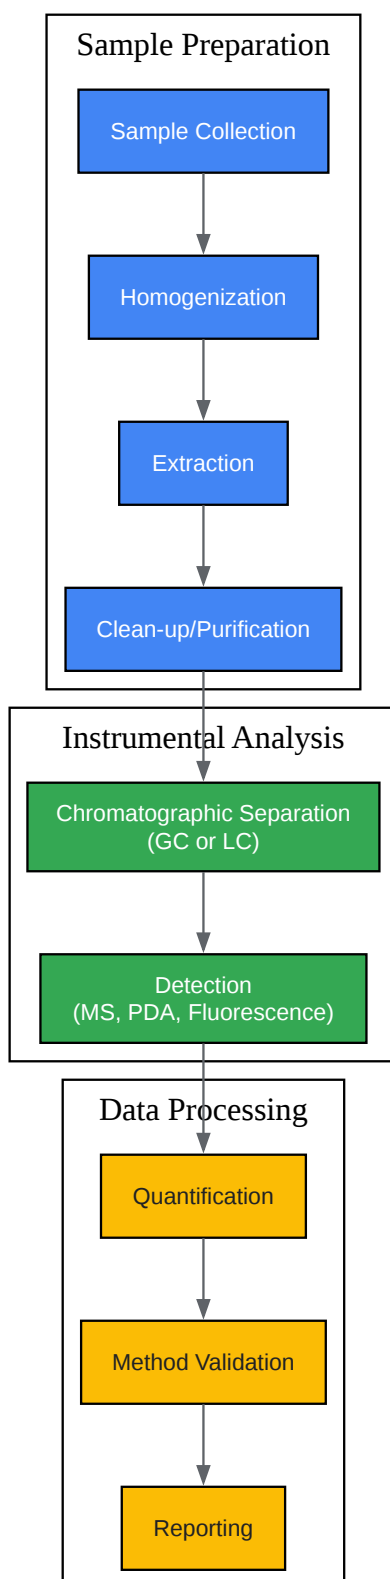 Sample Preparation
Sample Collection
Homogenization
Extraction
Clean-up/Purification
Instrumental Analysis
Chromatographic Separation
(GC or LC)
Detection
(MS, PDA, Fluorescence)
Data Processing
Quantification
Method Validation
Reporting